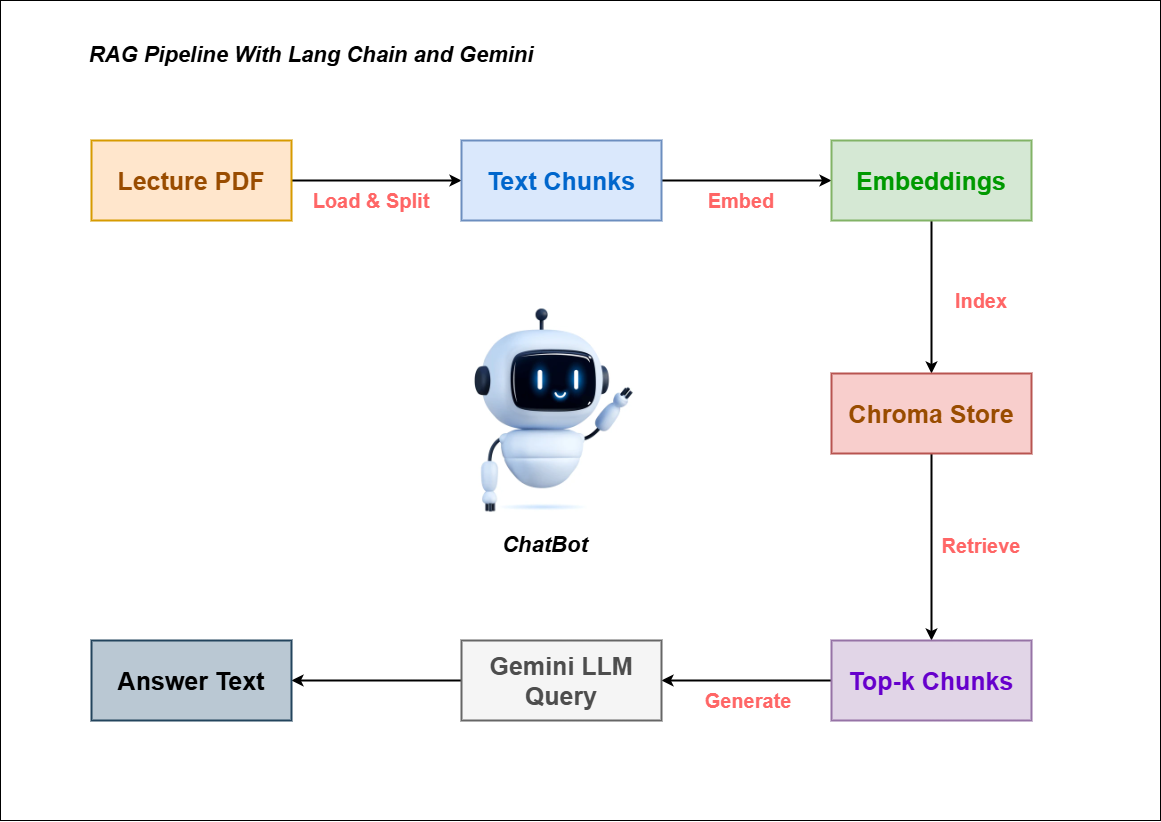 RAG Pipeline With Lang Chain and Gemini
Lecture PDF
Load & Split
Text Chunks
Embed
Embeddings
Index
Chroma Store
Retrieve
ChatBot
Top-k Chunks
Generate
Gemini LLM
Query
Answer Text